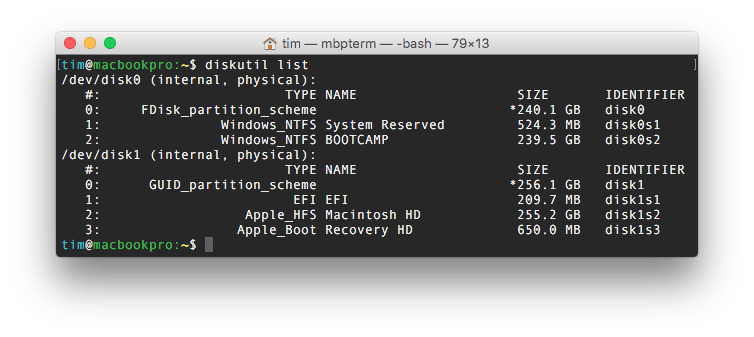 tim — mbpterm — -bash — 79×13
[tim@macbookpro:~$ diskutil list ]
/dev/disk0 (internal, physical):
#: TYPE NAME SIZE IDENTIFIER
0: FDisk_partition_scheme *240.1 GB disk0
1: Windows_NTFS System Reserved 524.3 MB disk0s1
2: Windows_NTFS BOOTCAMP 239.5 GB disk0s2
/dev/disk1 (internal, physical):
#: TYPE NAME SIZE IDENTIFIER
0: GUID_partition_scheme *256.1 GB disk1
1: EFI EFI 209.7 MB disk1s1
2: Apple_HFS Macintosh HD 255.2 GB disk1s2
3: Apple_Boot Recovery HD 650.0 MB disk1s3
tim@macbookpro:~$